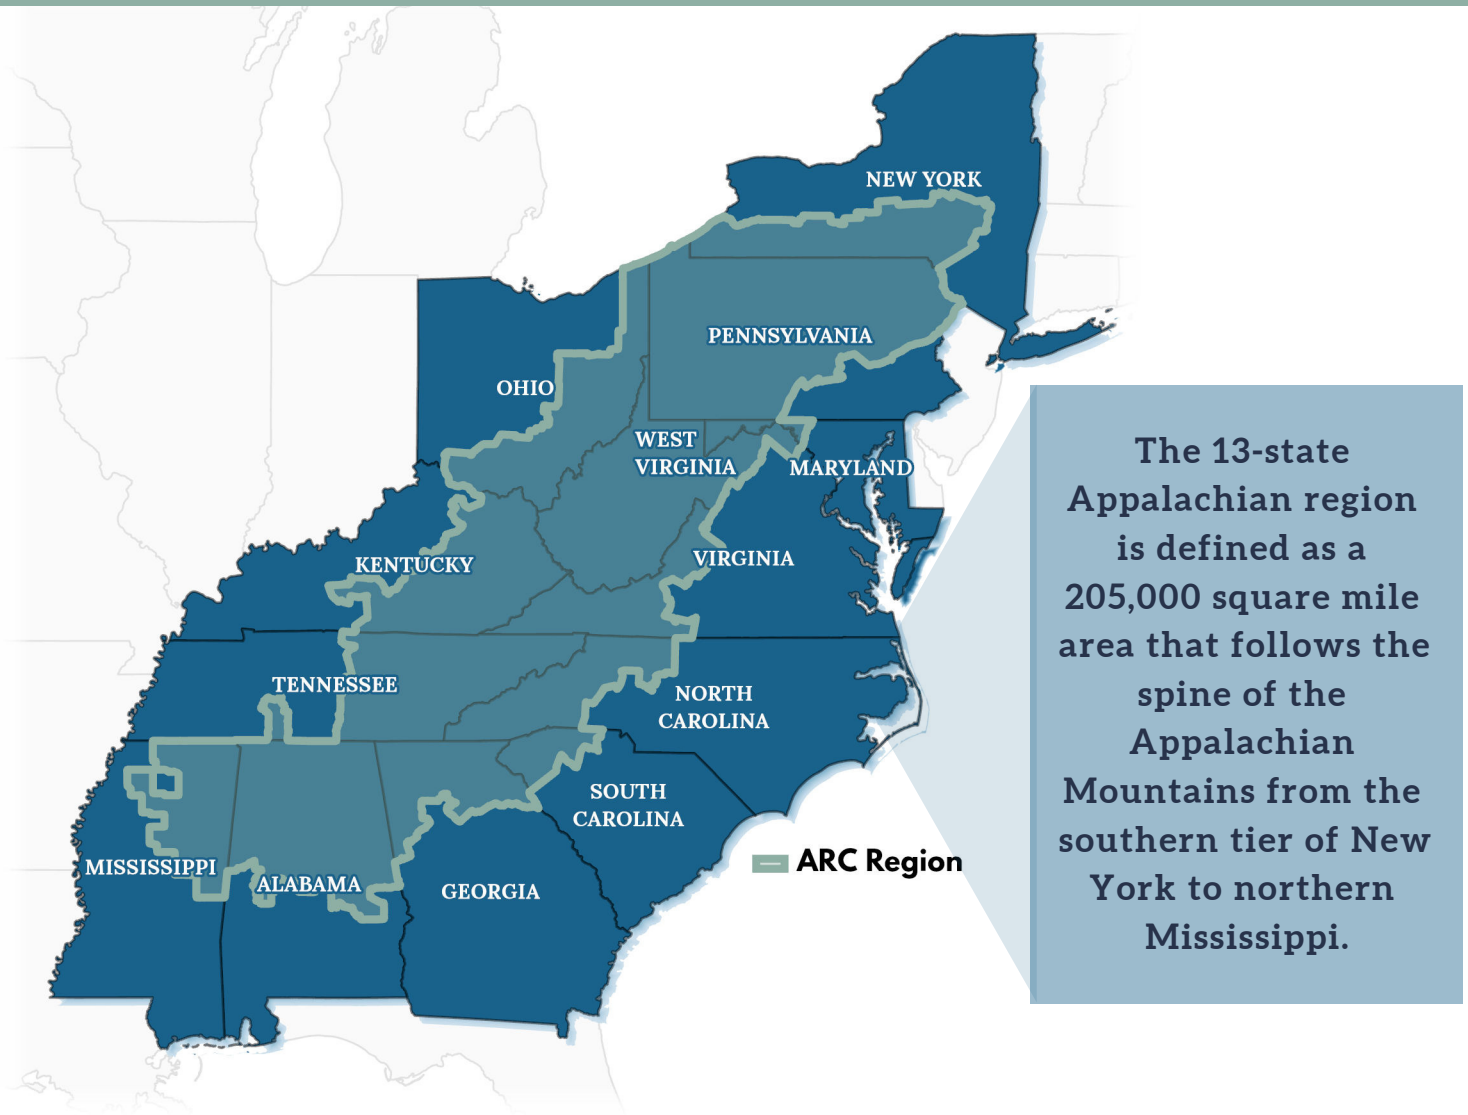 NEW YORK
PENNSYLVANIA
OHIO
WEST
VIRGINIA
MARYLAND
KENTUCKY
VIRGINIA
TENNESSEE
NORTH
CAROLINA
SOUTH
CAROLINA
MISSISSIPPI
ALABAMA
GEORGIA
ARC Region
The 13-state
Appalachian region
is defined as a
205,000 square mile
area that follows the
spine of the
Appalachian
Mountains from the
southern tier of New
York to northern
Mississippi.